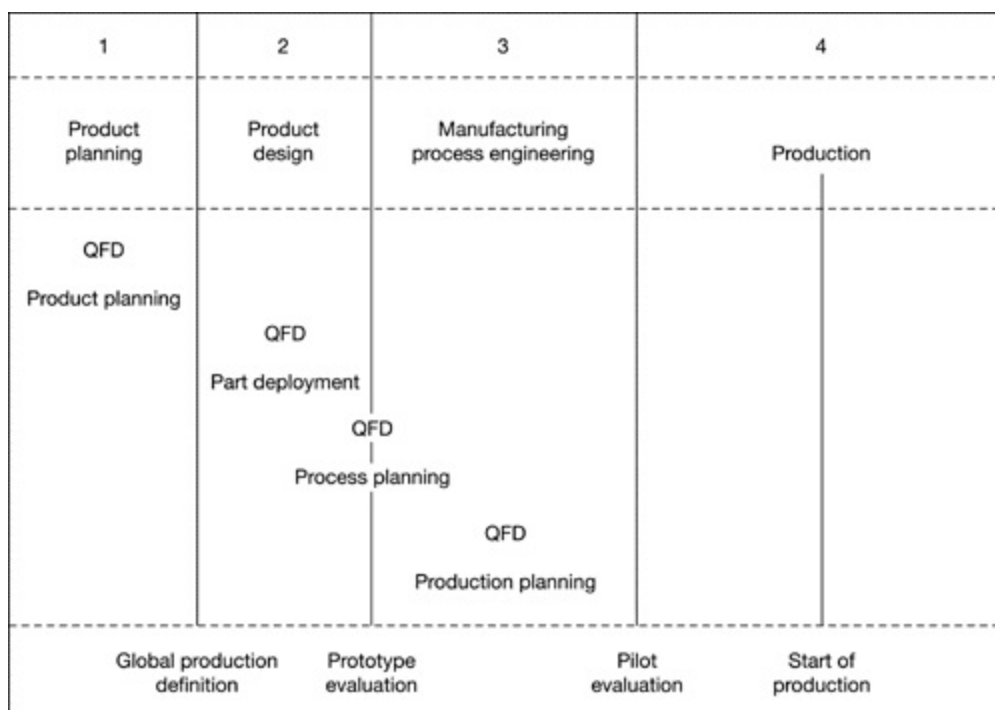 1
2
3
4
Product
planning
Product
design
Manufacturing
process engineering
Production
QFD
Product planning
QFD
Part deployment
QFD
Process planning
QFD
Production planning
Global production
definition
Prototype
evaluation
Pilot
evaluation
Start of
production